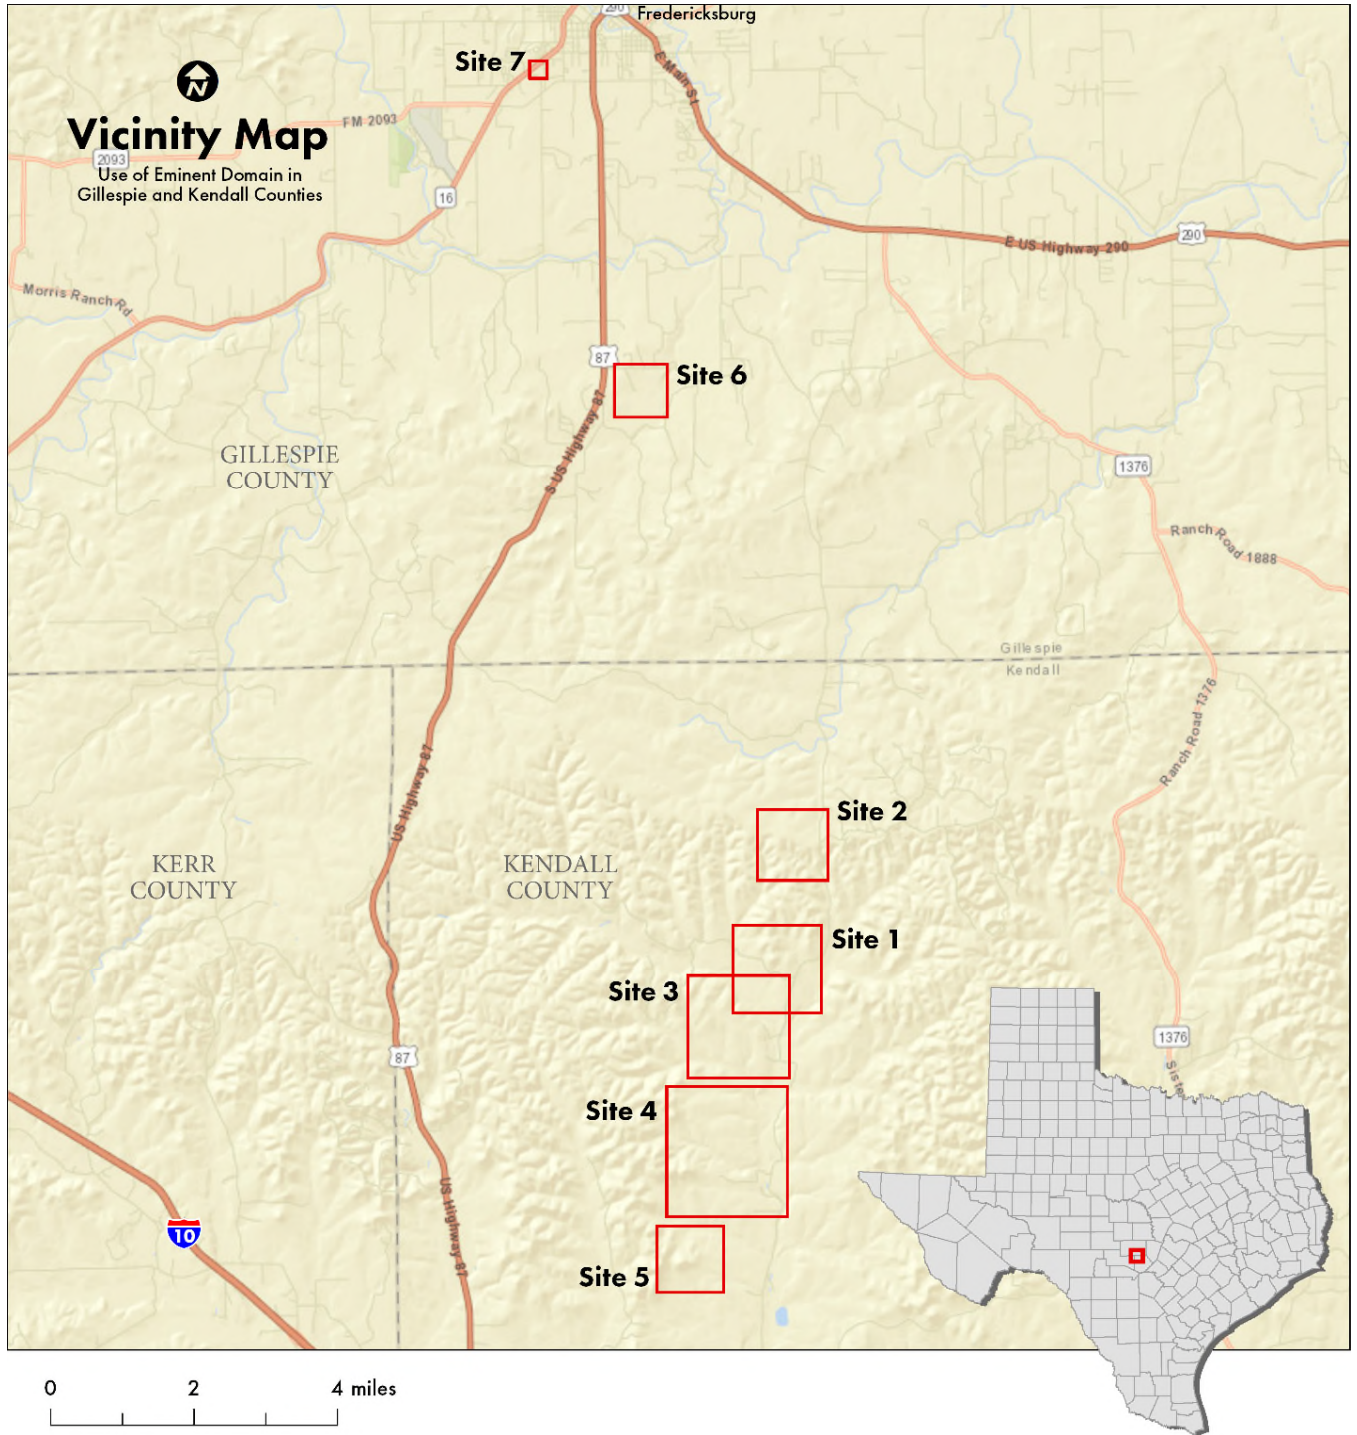 290
Fredericksburg
Site 7
E Main St
N
Vicinity Map
FM 2093
2093
Use of Eminent Domain in
Gillespie and Kendall Counties
16
290
E US Highway 290
Morris Ranch Rd
87
Site 6
S US Highway 87
GILLESPIE
COUNTY
1376
Ranch Road 1888
Gillespie
Kendall
Ranch Road 1376
US Highway 87
Site 2
KERR
COUNTY
KENDALL
COUNTY
Site 1
Site 3
87
1376
Siste
Site 4
US Highway 87
10
Site 5
0 2 4 miles